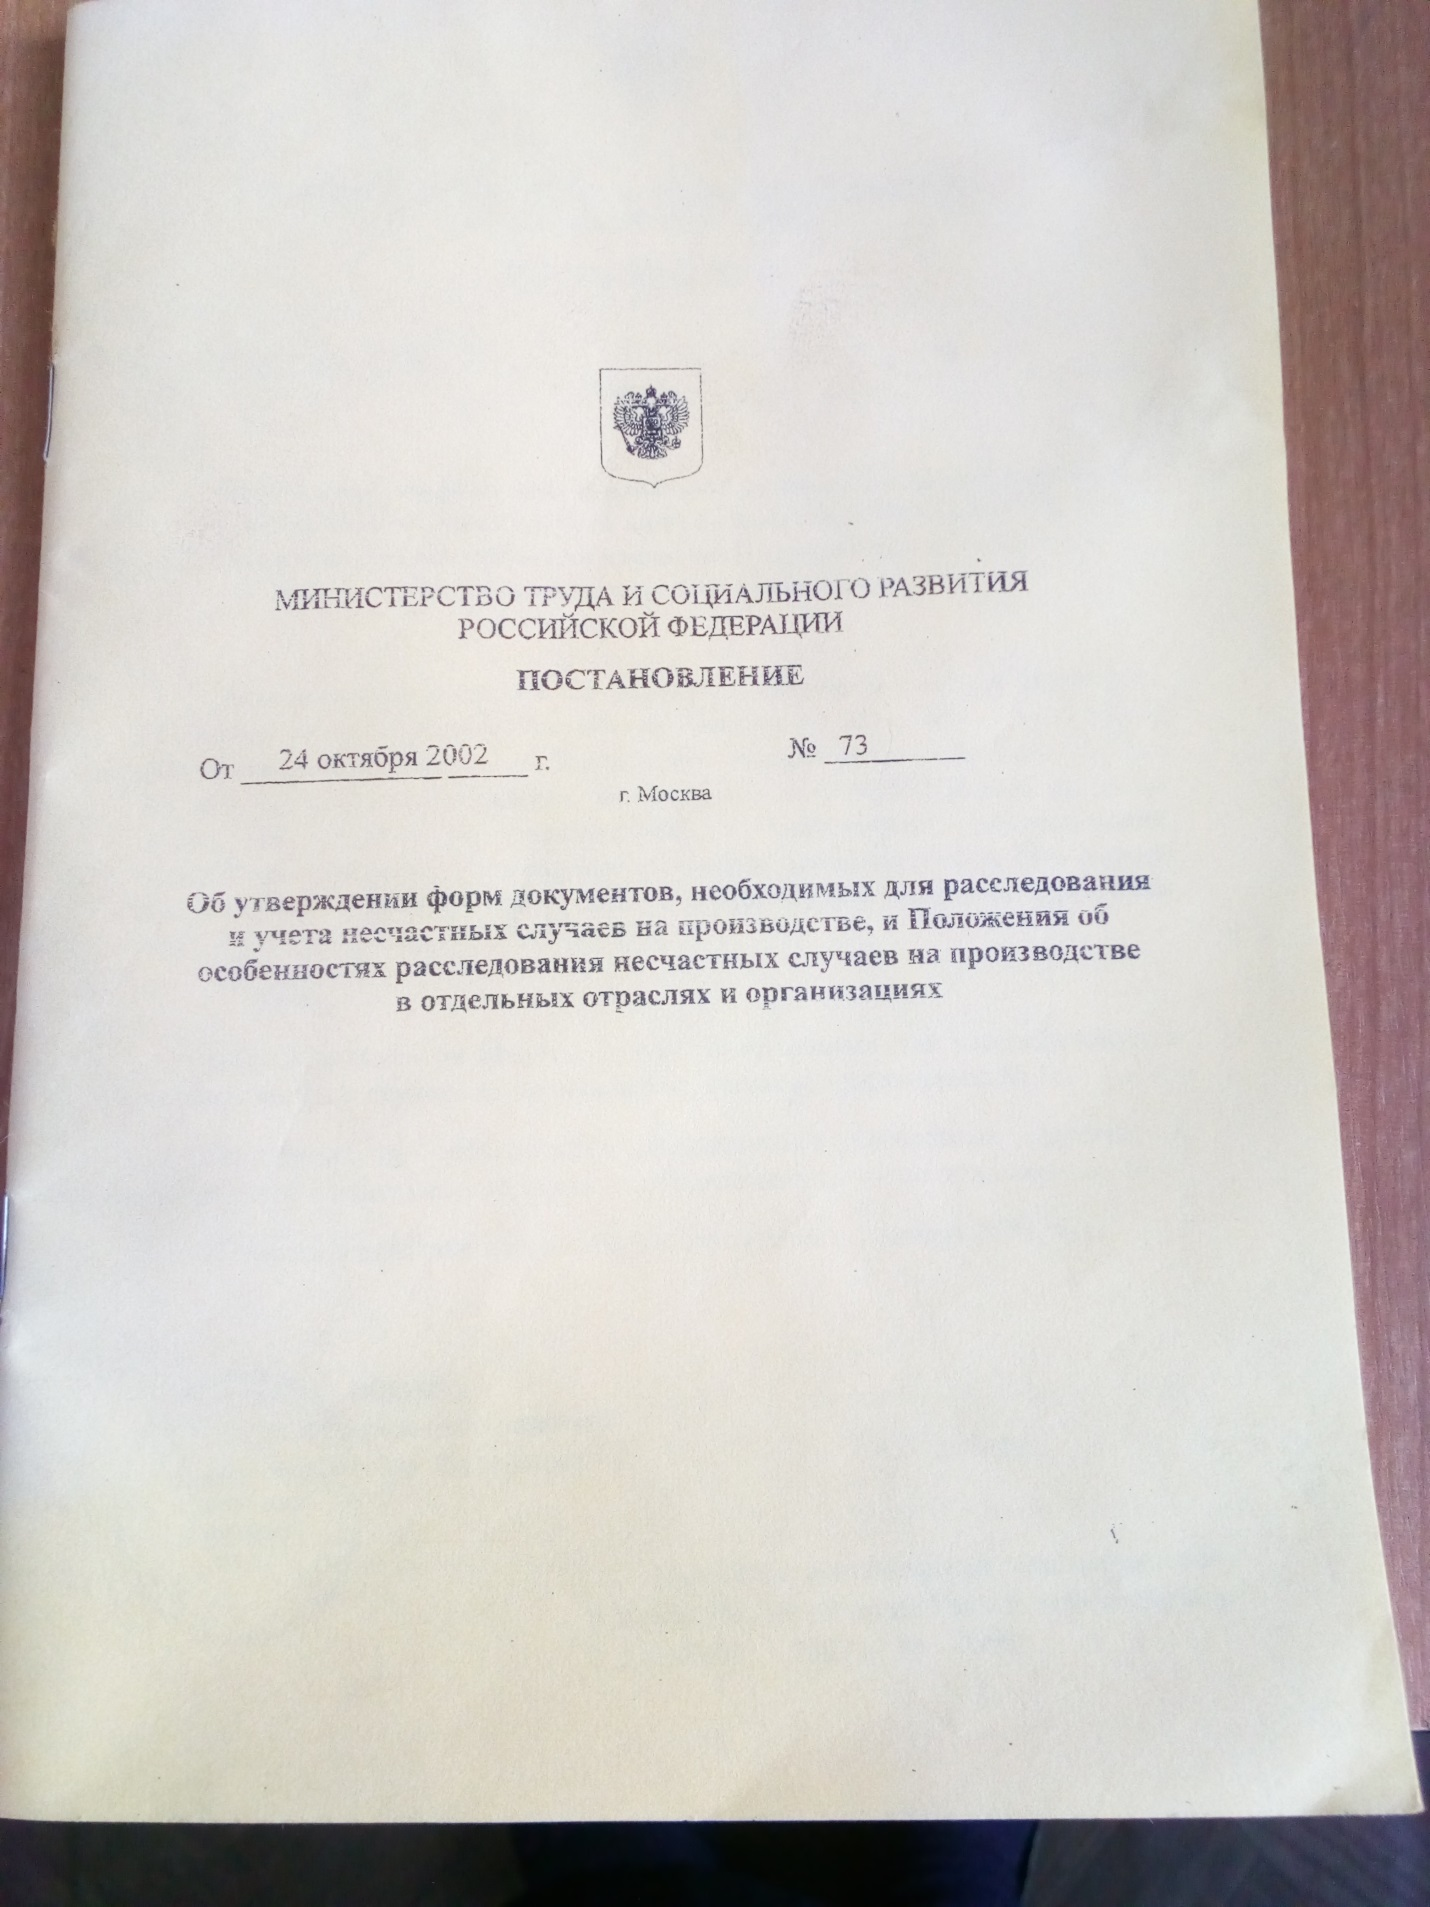 МИНИСТЕРСТВО ТРУДА И СОЦИАЛЬНОГО РАЗВИТИЯ
РОССИЙСКОЙ ФЕДЕРАЦИИ
ПОСТАНОВЛЕНИЕ
От 24 октября 2002 г. № 73
г. Москва
Об утверждении форм документов, необходимых для расследования
и учета несчастных случаев на производстве, и Положения об
особенностях расследования несчастных случаев на производстве
в отдельных отраслях и организациях